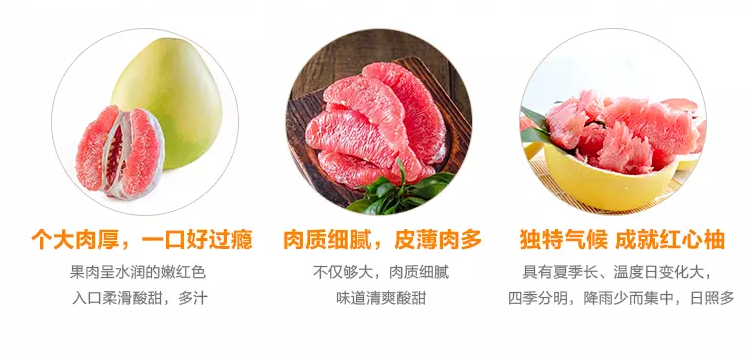 个大肉厚，一口好过瘾
果肉呈水润的嫩红色
入口柔滑酸甜，多汁
肉质细腻，皮薄肉多
不仅够大，肉质细腻
味道清爽酸甜
独特气候 成就红心柚
具有夏季长、温度日变化大，
四季分明，降雨少而集中，日照多